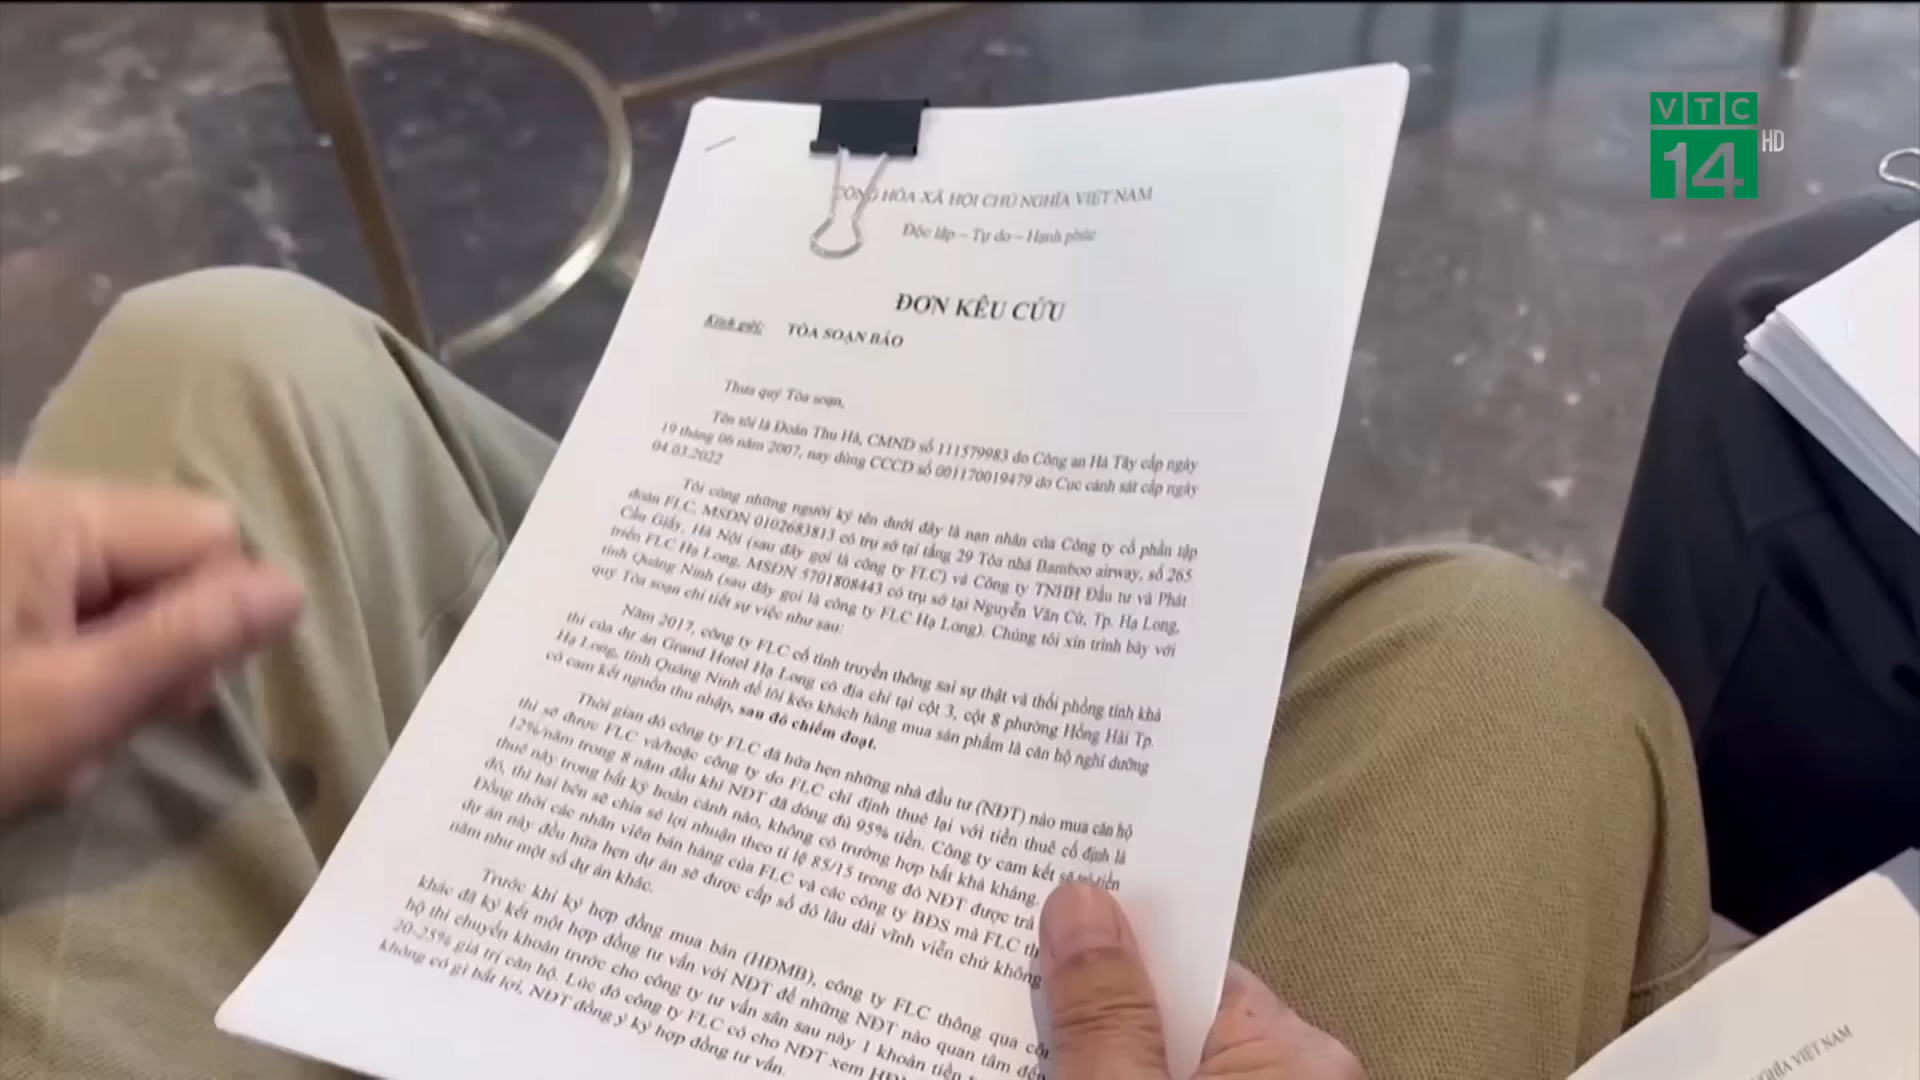 VTC
14 HD
CỘNG HÒA XÃ HỘI CHỦ NGHĨA VIỆT NAM
Độc lập – Tự do – Hạnh phúc
ĐƠN KÊU CỨU
Kính gửi: TÒA SOẠN BÁO
Thưa quý Tòa soạn,
Tên tôi là Đoàn Thu Hà, CMND số 111579983 do Công an Hà Tây cấp ngày
19 tháng 06 năm 2007, nay dùng CCCD số 001170019479 do Cục cảnh sát cấp ngày
04.03.2022
Tôi cùng những người ký tên dưới đây là nạn nhân của Công ty cổ phần tập
đoàn FLC, MSDN 0102683813 có trụ sở tại tầng 29 Tòa nhà Bamboo airway, số 265
Cầu Giấy, Hà Nội (sau đây gọi là công ty FLC) và Công ty TNHH Đầu tư và Phát
triển FLC Hạ Long, MSDN 5701808443 có trụ sở tại Nguyễn Văn Cừ, Tp. Hạ Long,
tỉnh Quảng Ninh (sau đây gọi là công ty FLC Hạ Long). Chúng tôi xin trình bày với
quý Tòa soạn chi tiết sự việc như sau:
Năm 2017, công ty FLC cố tình truyền thông sai sự thật và thổi phồng tính khả
thi của dự án Grand Hotel Hạ Long có địa chỉ tại cột 3, cột 8 phường Hồng Hải Tp.
Hạ Long, tỉnh Quảng Ninh để lôi kéo khách hàng mua sản phẩm là căn hộ nghỉ dưỡng
có cam kết nguồn thu nhập, sau đó chiếm đoạt.
Thời gian đó công ty FLC đã hứa hẹn những nhà đầu tư (NĐT) nào mua căn hộ
thì sẽ được FLC và/hoặc công ty do FLC chỉ định thuê lại với tiền thuê cố định là
12%/năm trong 8 năm đầu khi NĐT đã đóng đủ 95% tiền. Công ty cam kết sẽ trả tiền
thuê này trong bất kỳ hoàn cảnh nào, không có trường hợp bất khả kháng.
đó, thì hai bên sẽ chia sẻ lợi nhuận theo tỉ lệ 85/15 trong đó NĐT được trả
Đồng thời các nhân viên bán hàng của FLC và các công ty BĐS mà FLC
dự án này đều hứa hẹn dự án sẽ được cấp sổ đỏ lâu dài vĩnh viễn chứ không
năm như một số dự án khác.
Trước khi ký hợp đồng mua bán (HĐMB), công ty FLC thông qua
khác đã ký kết một hợp đồng tư vấn với NĐT để những NĐT nào quan tâm đến
hộ thì chuyển khoản trước cho công ty tư vấn sân sau này 1 khoản tiền
20-25% giá trị căn hộ. Lúc đó công ty FLC có cho NĐT xem
không có gì bất lợi, NĐT đồng ý ký hợp đồng tư vấn.
NGHĨA VIỆT NAM